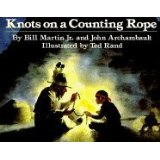 Knots on a Counting Rope
By Bill Martin Jr. and John Archambault
Illustrated by Ted Rand